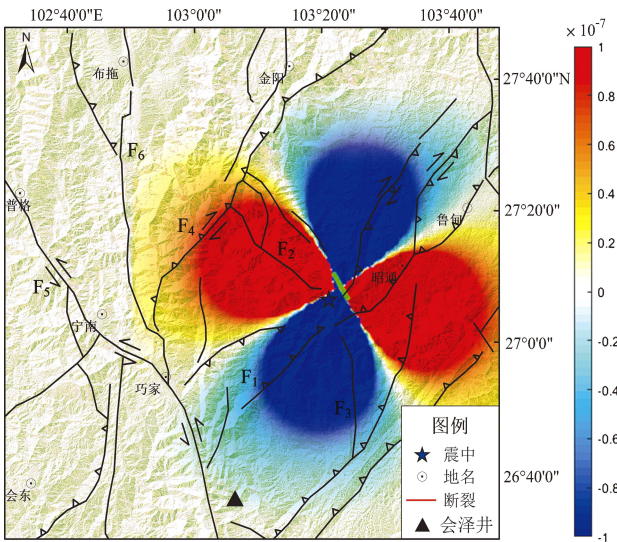 102°40'0"E
103°0'0"
103°20'0"
103°40'0"
× 10⁻⁷
N
布拖
金阳
27°40'0"N
F6
普格
27°20'0"
鲁甸
F4
F2
昭通
F5
宁南
27°0'0"
巧家
F1
F3
会东
26°40'0"
图例
震中
地名
断裂
会泽井
1
0.8
0.6
0.4
0.2
0
-0.2
-0.4
-0.6
-0.8
-1